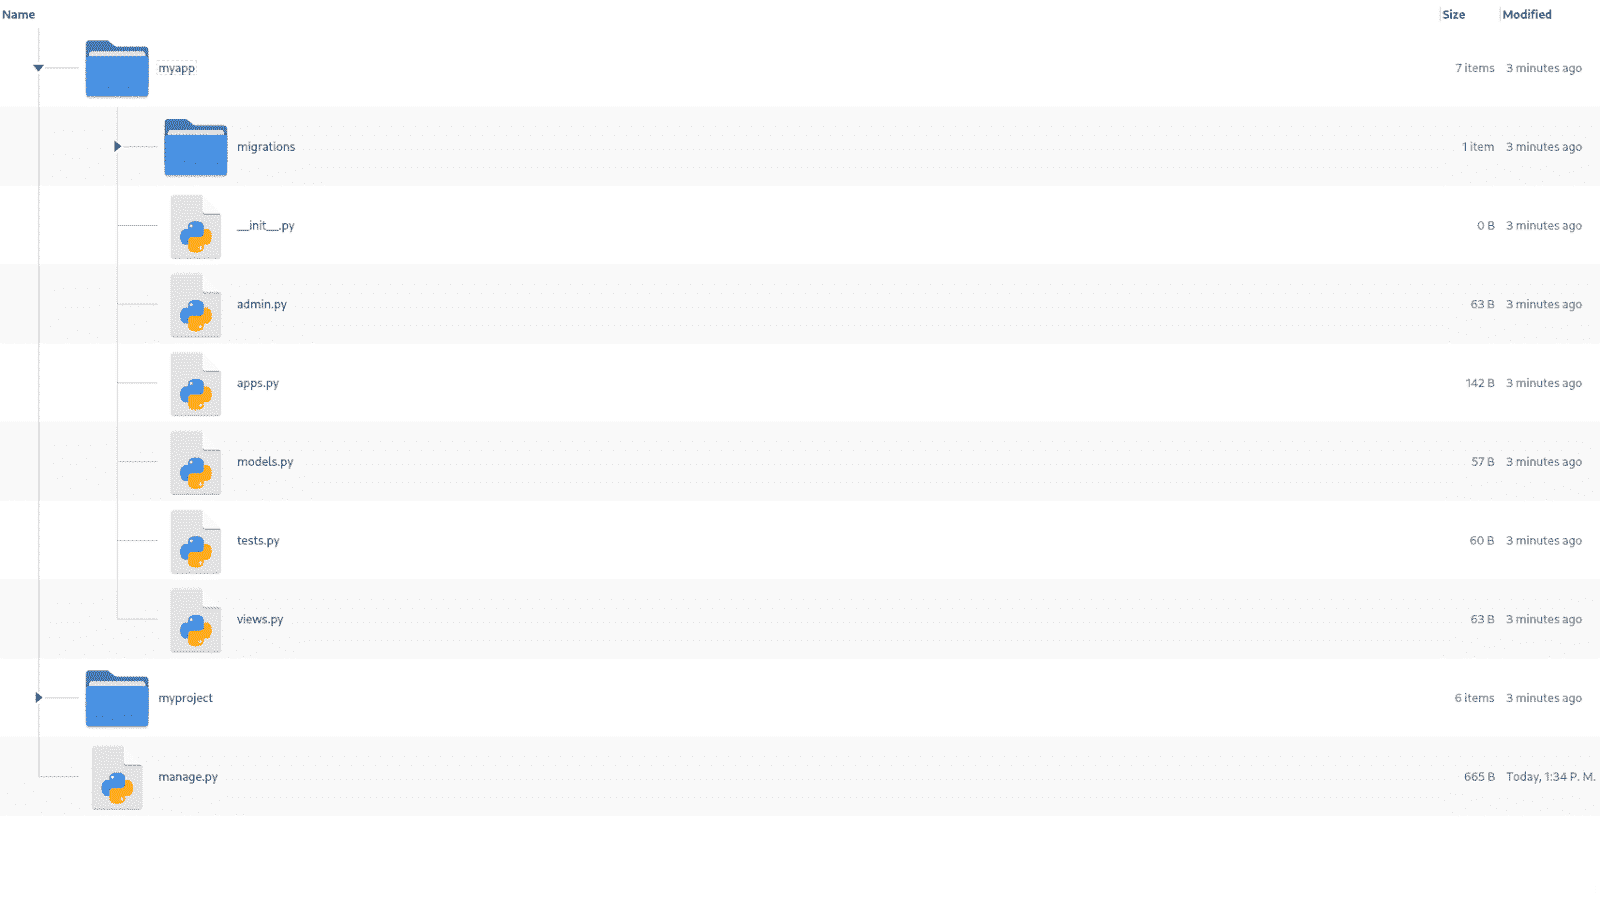 Name Size Modified
myapp 7 items 3 minutes ago
migrations 1 item 3 minutes ago
__init__.py 0 B 3 minutes ago
admin.py 63 B 3 minutes ago
apps.py 142 B 3 minutes ago
models.py 57 B 3 minutes ago
tests.py 60 B 3 minutes ago
views.py 63 B 3 minutes ago
myproject 6 items 3 minutes ago
manage.py 665 B Today, 1:34 P. M.